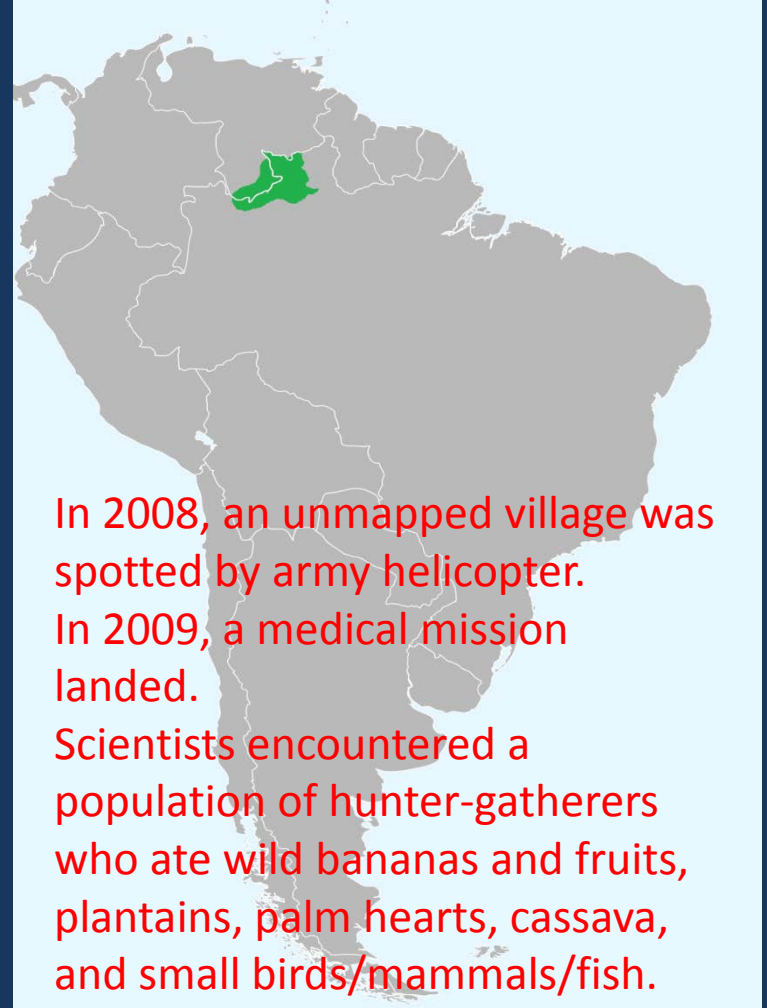 In 2008, an unmapped village was
spotted by army helicopter.
In 2009, a medical mission
landed.
Scientists encountered a
population of hunter-gatherers
who ate wild bananas and fruits,
plantains, palm hearts, cassava,
and small birds/mammals/fish.